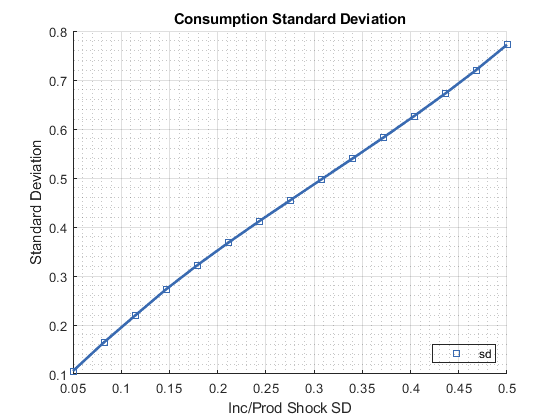 Consumption Standard Deviation
0.8
0.7
0.6
0.5
0.4
0.3
0.2
0.1
Standard Deviation
sd
0.05 0.1 0.15 0.2 0.25 0.3 0.35 0.4 0.45 0.5
Inc/Prod Shock SD